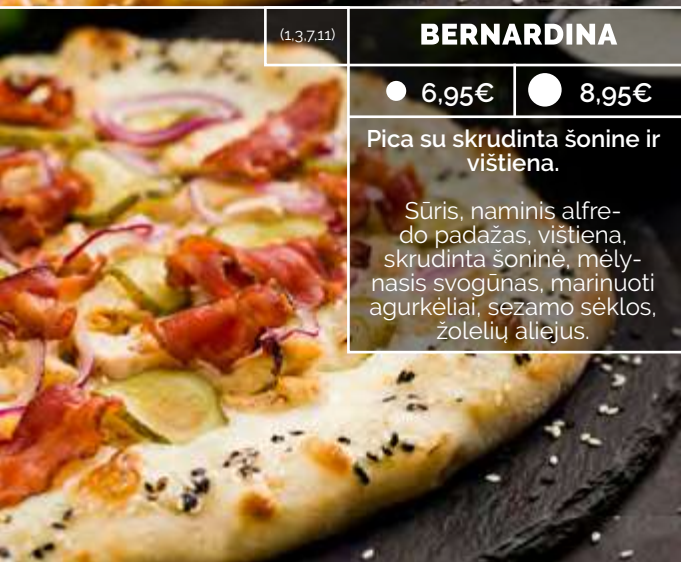 (1,3,7,11)
BERNARDINA
6,95€
8,95€
Pica su skrudinta šonine ir
vištiena.
Sūris, naminis alfre-
do padažas, vištiena,
skrudinta šoninė, mėly-
nasis svogūnas, marinuoti
agurkėliai, sezamo sėklos,
žolelių aliejus.